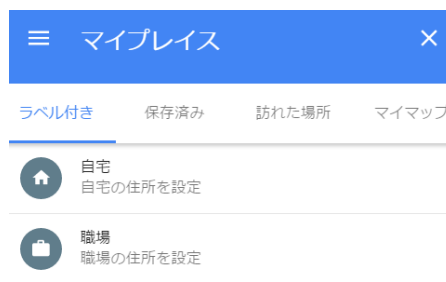 マイプレイス
ラベル付き 保存済み 訪れた場所 マイマップ
自宅
自宅の住所を設定
職場
職場の住所を設定